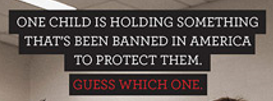 ONE CHILD IS HOLDING SOMETHING
THAT'S BEEN BANNED IN AMERICA
TO PROTECT THEM.
GUESS WHICH ONE.